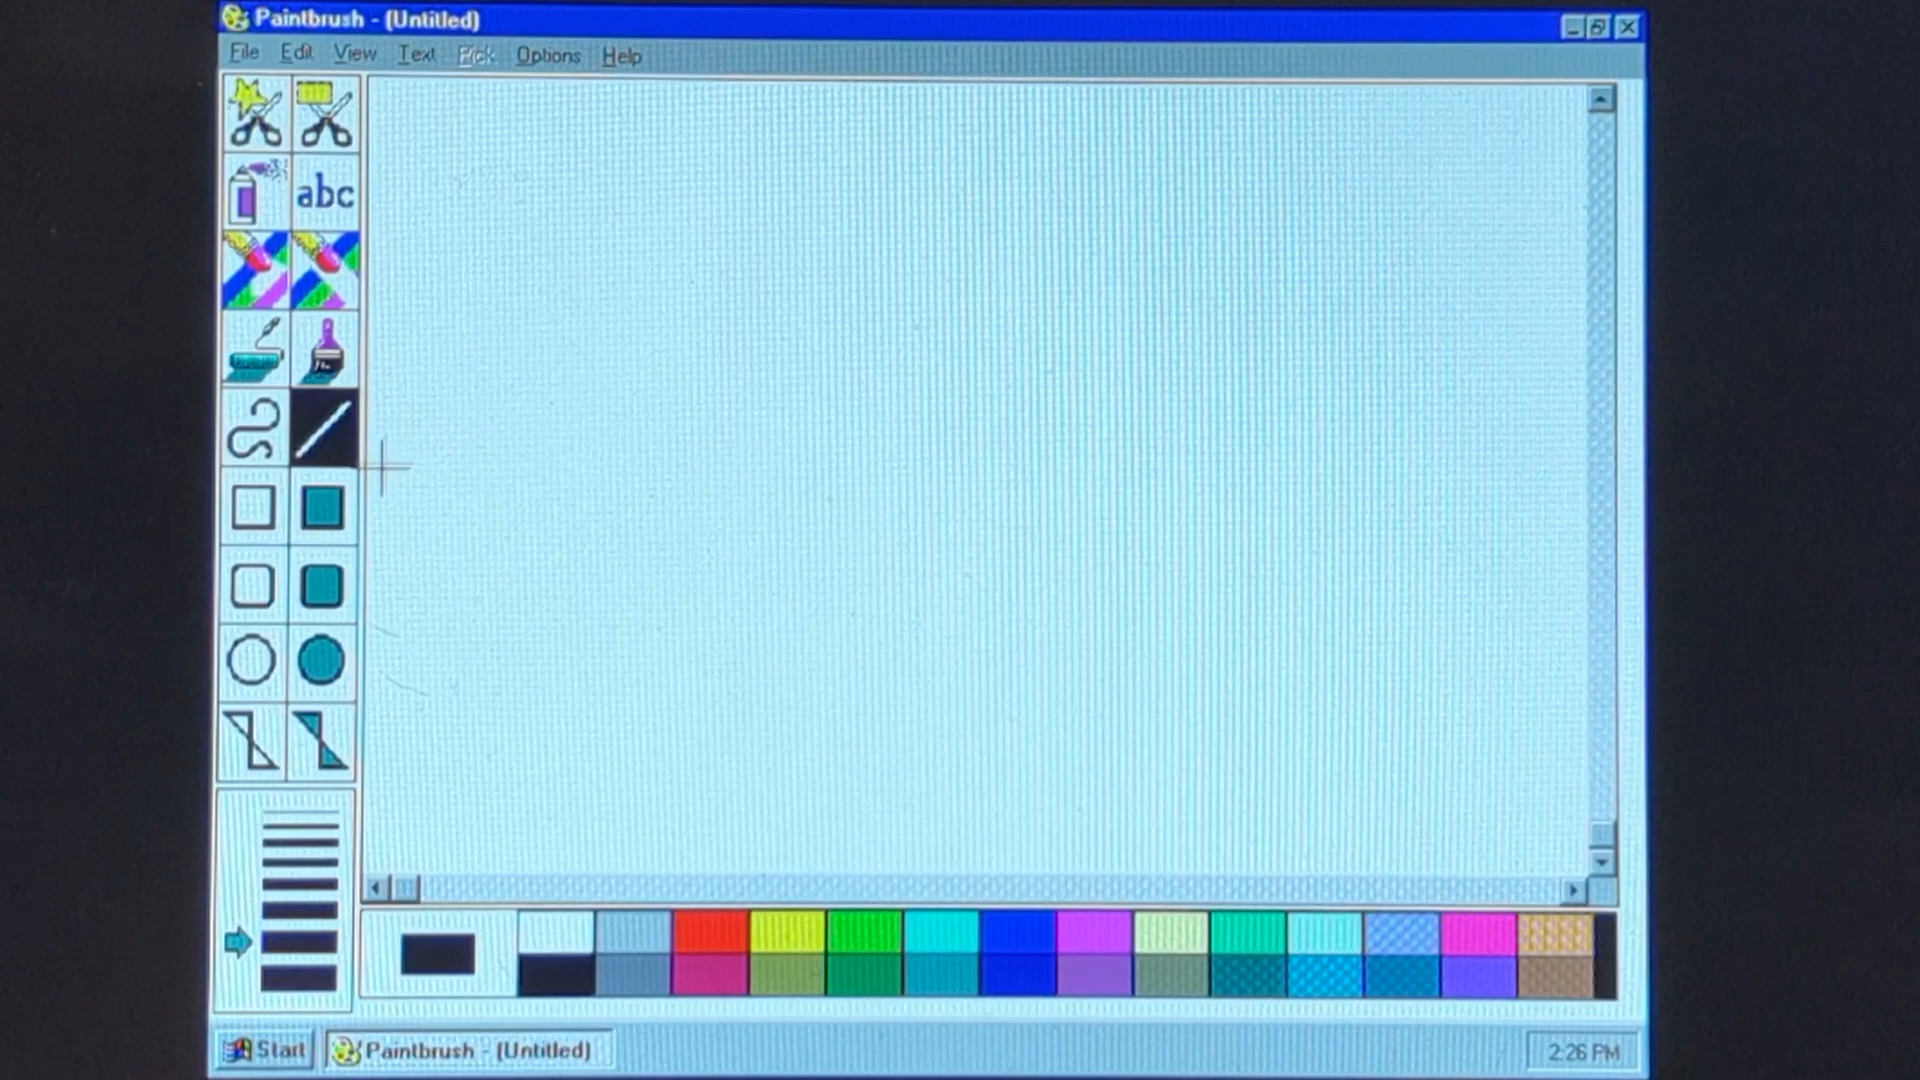 Paintbrush - (Untitled)
File Edit View Text Pick Options Help
abc
Start Paintbrush - (Untitled) 2:26 PM